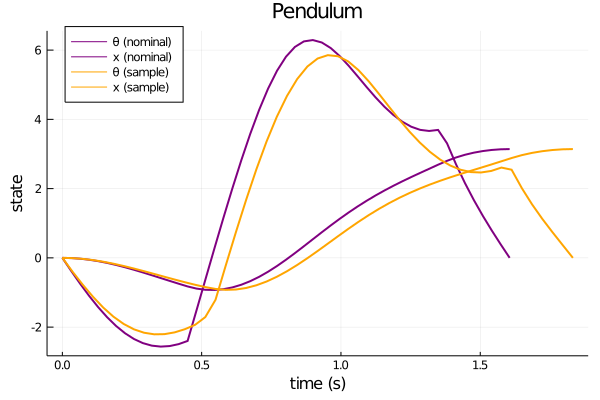 Pendulum
θ (nominal)
x (nominal)
θ (sample)
x (sample)
6
4
2
0
-2
state
0.0 0.5 1.0 1.5
time (s)